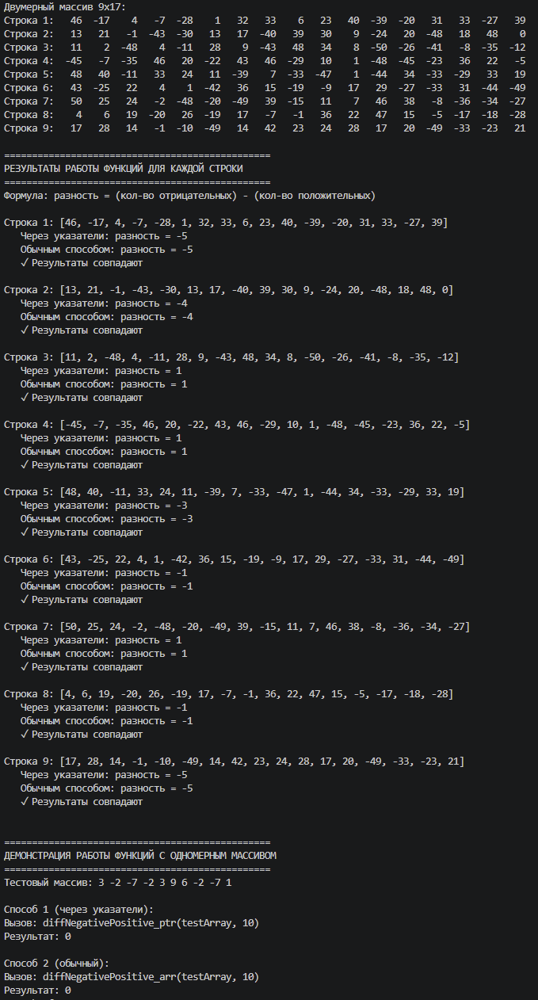 Двумерный массив 9x17:
Строка 1: 46 -17 4 -7 -28 1 32 33 6 23 40 -39 -20 31 33 -27 39
Строка 2: 13 21 -1 -43 -30 13 17 -40 39 30 9 -24 20 -48 18 48 0
Строка 3: 11 2 -48 4 -11 28 9 -43 48 34 8 -50 -26 -41 -8 -35 -12
Строка 4: -45 -7 -35 46 20 -22 43 46 -29 10 1 -48 -45 -23 36 22 -5
Строка 5: 48 40 -11 33 24 11 -39 7 -33 -47 1 -44 34 -33 -29 33 19
Строка 6: 43 -25 22 4 1 -42 36 15 -19 -9 17 29 -27 -33 31 -44 -49
Строка 7: 50 25 24 -2 -48 -20 -49 39 -15 11 7 46 38 -8 -36 -34 -27
Строка 8: 4 6 19 -20 26 -19 17 -7 -1 36 22 47 15 -5 -17 -18 -28
Строка 9: 17 28 14 -1 -10 -49 14 42 23 24 28 17 20 -49 -33 -23 21
================================================
РЕЗУЛЬТАТЫ РАБОТЫ ФУНКЦИЙ ДЛЯ КАЖДОЙ СТРОКИ
================================================
Формула: разность = (кол-во отрицательных) - (кол-во положительных)
Строка 1: [46, -17, 4, -7, -28, 1, 32, 33, 6, 23, 40, -39, -20, 31, 33, -27, 39]
Через указатели: разность = -5
Обычным способом: разность = -5
✓ Результаты совпадают
Строка 2: [13, 21, -1, -43, -30, 13, 17, -40, 39, 30, 9, -24, 20, -48, 18, 48, 0]
Через указатели: разность = -4
Обычным способом: разность = -4
✓ Результаты совпадают
Строка 3: [11, 2, -48, 4, -11, 28, 9, -43, 48, 34, 8, -50, -26, -41, -8, -35, -12]
Через указатели: разность = 1
Обычным способом: разность = 1
✓ Результаты совпадают
Строка 4: [-45, -7, -35, 46, 20, -22, 43, 46, -29, 10, 1, -48, -45, -23, 36, 22, -5]
Через указатели: разность = 1
Обычным способом: разность = 1
✓ Результаты совпадают
Строка 5: [48, 40, -11, 33, 24, 11, -39, 7, -33, -47, 1, -44, 34, -33, -29, 33, 19]
Через указатели: разность = -3
Обычным способом: разность = -3
✓ Результаты совпадают
Строка 6: [43, -25, 22, 4, 1, -42, 36, 15, -19, -9, 17, 29, -27, -33, 31, -44, -49]
Через указатели: разность = -1
Обычным способом: разность = -1
✓ Результаты совпадают
Строка 7: [50, 25, 24, -2, -48, -20, -49, 39, -15, 11, 7, 46, 38, -8, -36, -34, -27]
Через указатели: разность = 1
Обычным способом: разность = 1
✓ Результаты совпадают
Строка 8: [4, 6, 19, -20, 26, -19, 17, -7, -1, 36, 22, 47, 15, -5, -17, -18, -28]
Через указатели: разность = -1
Обычным способом: разность = -1
✓ Результаты совпадают
Строка 9: [17, 28, 14, -1, -10, -49, 14, 42, 23, 24, 28, 17, 20, -49, -33, -23, 21]
Через указатели: разность = -5
Обычным способом: разность = -5
✓ Результаты совпадают
================================================
ДЕМОНСТРАЦИЯ РАБОТЫ ФУНКЦИЙ С ОДНОМЕРНЫМ МАССИВОМ
================================================
Тестовый массив: 3 -2 -7 -2 3 9 6 -2 -7 1
Способ 1 (через указатели):
Вызов: diffNegativePositive_ptr(testArray, 10)
Результат: 0
Способ 2 (обычный):
Вызов: diffNegativePositive_arr(testArray, 10)
Результат: 0